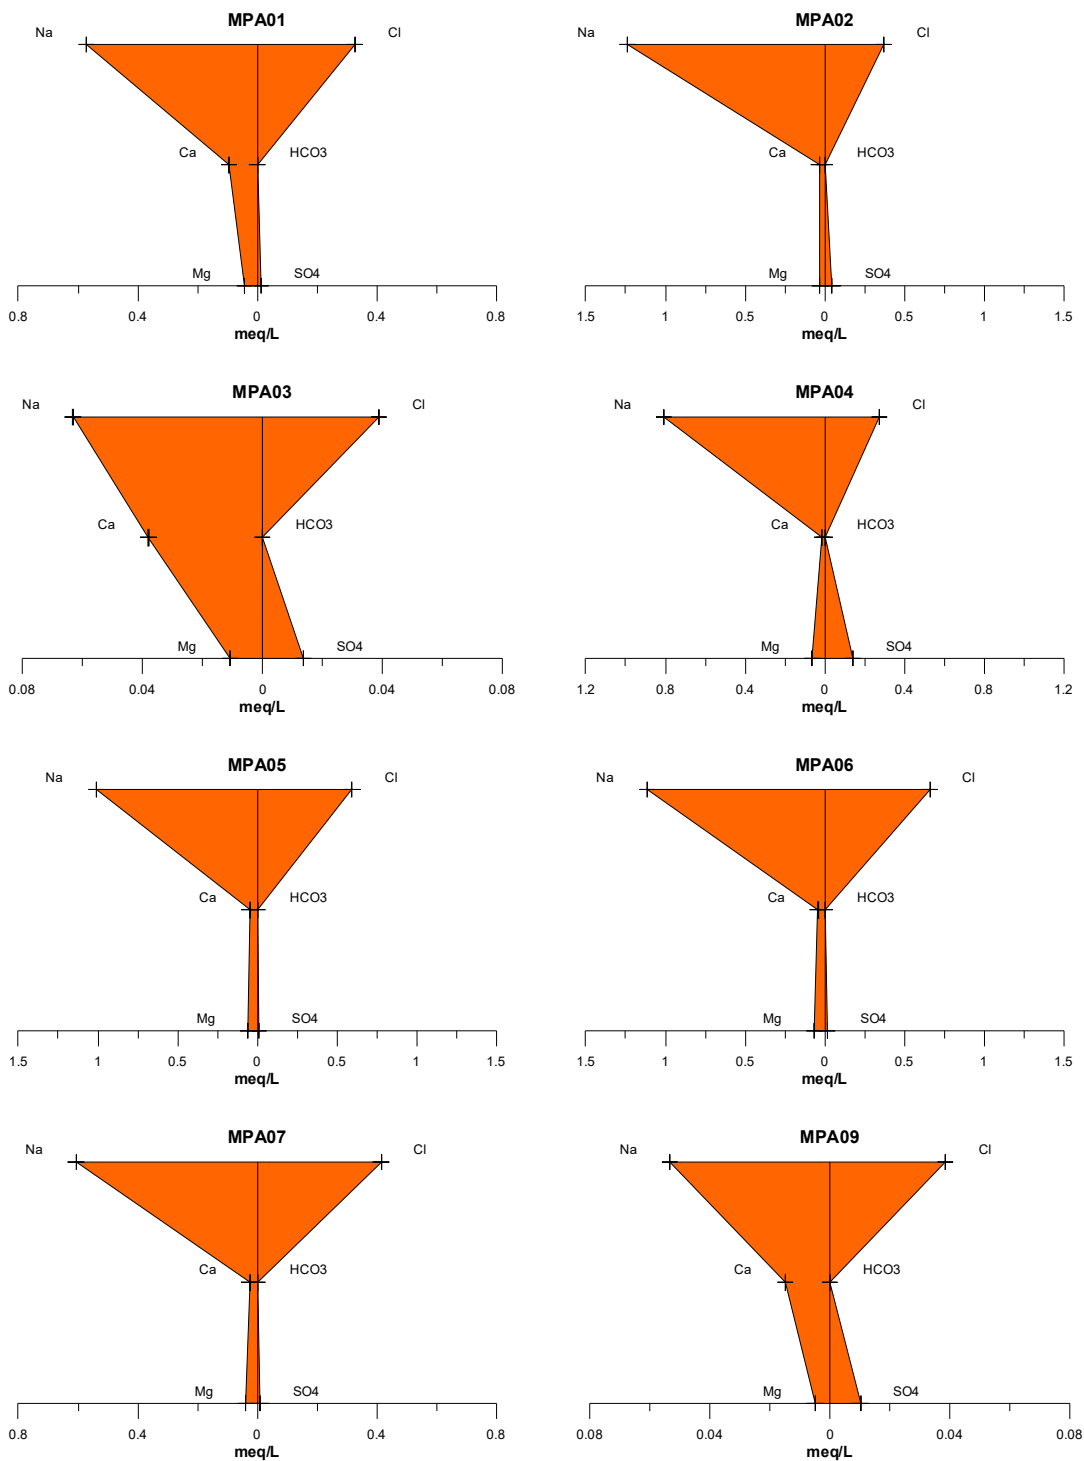 MPA01
Na Cl
Ca HCO3
Mg SO4
0.8 0.4 0 0.4 0.8
meq/L
MPA02
Na Cl
Ca HCO3
Mg SO4
1.5 1 0.5 0 0.5 1 1.5
meq/L
MPA03
Na Cl
Ca HCO3
Mg SO4
0.08 0.04 0 0.04 0.08
meq/L
MPA04
Na Cl
Ca HCO3
Mg SO4
1.2 0.8 0.4 0 0.4 0.8 1.2
meq/L
MPA05
Na Cl
Ca HCO3
Mg SO4
1.5 1 0.5 0 0.5 1 1.5
meq/L
MPA06
Na Cl
Ca HCO3
Mg SO4
1.5 1 0.5 0 0.5 1 1.5
meq/L
MPA07
Na Cl
Ca HCO3
Mg SO4
0.8 0.4 0 0.4 0.8
meq/L
MPA09
Na Cl
Ca HCO3
Mg SO4
0.08 0.04 0 0.04 0.08
meq/L